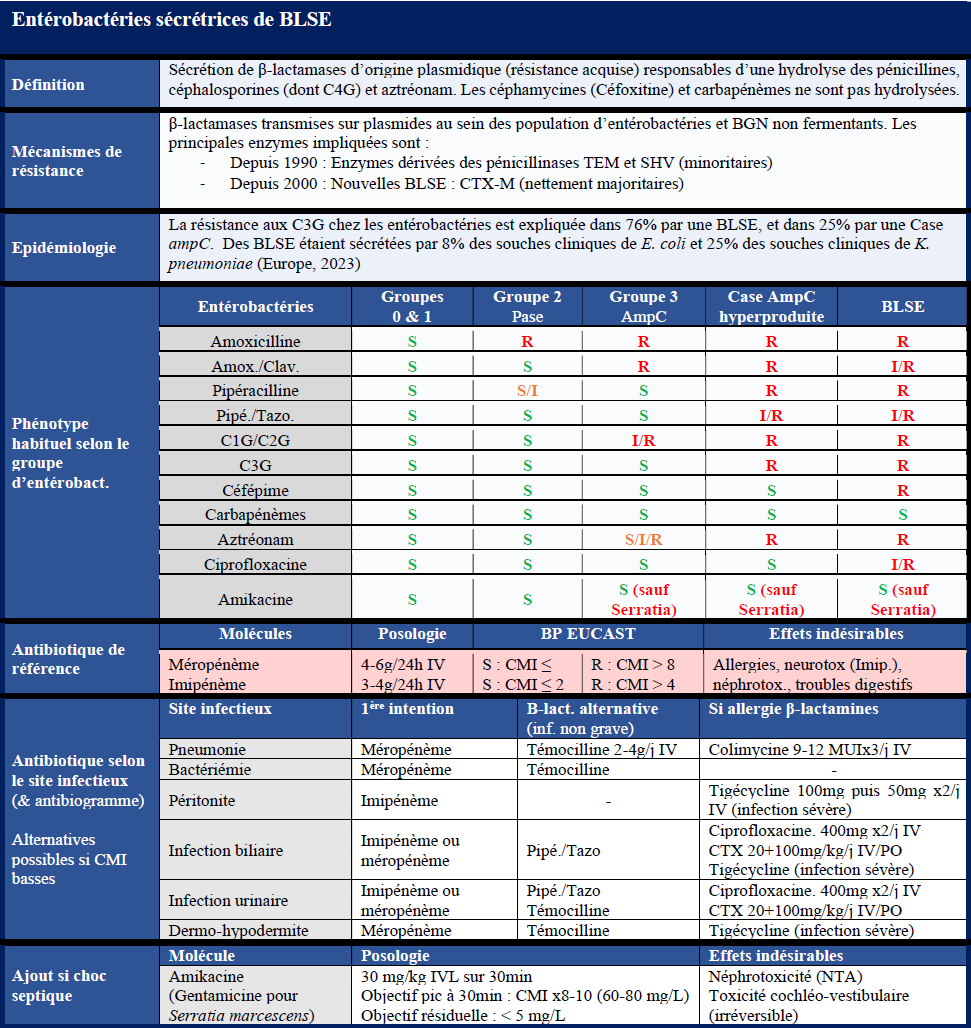 Entérobactéries sécrétrices de BLSE
Définition
Sécrétion de β-lactamases d'origine plasmidique (résistance acquise) responsables d'une hydrolyse des pénicillines,
céphalosporines (dont C4G) et aztréonam. Les céphamycines (Céfoxitine) et carbapénèmes ne sont pas hydrolysées.
Mécanismes de
résistance
β-lactamases transmises sur plasmides au sein des population d'entérobactéries et BGN non fermentants. Les
principales enzymes impliquées sont :
- Depuis 1990 : Enzymes dérivées des pénicillinases TEM et SHV (minoritaires)
- Depuis 2000 : Nouvelles BLSE : CTX-M (nettement majoritaires)
Epidémiologie
La résistance aux C3G chez les entérobactéries est expliquée dans 76% par une BLSE, et dans 25% par une Case
ampC. Des BLSE étaient sécrétées par 8% des souches cliniques de E. coli et 25% des souches cliniques de K.
pneumoniae (Europe, 2023)
Phénotype
habituel selon le
groupe
d'entérobact.
Entérobactéries Groupes Groupe 2 Groupe 3 Case AmpC BLSE
0 & 1 Pase AmpC hyperproduite
Amoxicilline S R R R R
Amox./Clav. S S R R I/R
Pipéracilline S S/I S R R
Pipé./Tazo. S S S I/R I/R
C1G/C2G S S I/R R R
C3G S S S R R
Céfépime S S S S R
Carbapénèmes S S S S S
Aztréonam S S S/I/R R R
Ciprofloxacine S S S S I/R
Amikacine S S S (sauf S (sauf S (sauf
Serratia) Serratia) Serratia)
Antibiotique de
référence
Molécules Posologie BP EUCAST Effets indésirables
Méropénème 4-6g/24h IV S : CMI ≤ R : CMI > 8 Allergies, neurotox (Imip.),
Imipénème 3-4g/24h IV S : CMI ≤ 2 R : CMI > 4 néphrotox., troubles digestifs
Antibiotique selon
le site infectieux
(& antibiogramme)
Alternatives
possibles si CMI
basses
Site infectieux 1ère intention B-lact. alternative Si allergie β-lactamines
(inf. non grave)
Pneumonie Méropénème Témocilline 2-4g/j IV Colimycine 9-12 MUIx3/j IV
Bactériémie Méropénème Témocilline -
Péritonite Imipénème - Tigécycline 100mg puis 50mg x2/j
IV (infection sévère)
Infection biliaire Imipénème ou
méropénème Pipé./Tazo Ciprofloxacine. 400mg x2/j IV
CTX 20+100mg/kg/j IV/PO
Tigécycline (infection sévère)
Infection urinaire Imipénème ou Pipé./Tazo Ciprofloxacine. 400mg x2/j IV
méropénème Témocilline CTX 20+100mg/kg/j IV/PO
Dermo-hypodermite Méropénème Témocilline Tigécycline (infection sévère)
Ajout si choc
septique
Molécule Posologie Effets indésirables
Amikacine 30 mg/kg IVL sur 30min Néphrotoxicité (NTA)
(Gentamicine pour Objectif pic à 30min : CMI x8-10 (60-80 mg/L) Toxicité cochléo-vestibulaire
Serratia marcescens) Objectif résiduelle : < 5 mg/L (irréversible)